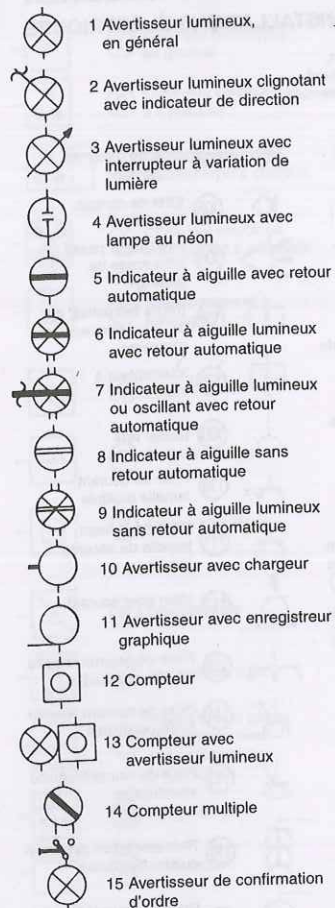 1 Avertisseur lumineux,
en général
2 Avertisseur lumineux clignotant
avec indicateur de direction
3 Avertisseur lumineux avec
interrupteur à variation de
lumière
4 Avertisseur lumineux avec
lampe au néon
5 Indicateur à aiguille avec retour
automatique
6 Indicateur à aiguille lumineux
avec retour automatique
7 Indicateur à aiguille lumineux
ou oscillant avec retour
automatique
8 Indicateur à aiguille sans
retour automatique
9 Indicateur à aiguille lumineux
sans retour automatique
10 Avertisseur avec chargeur
11 Avertisseur avec enregistreur
graphique
12 Compteur
13 Compteur avec
avertisseur lumineux
14 Compteur multiple
15 Avertisseur de confirmation
d'ordre